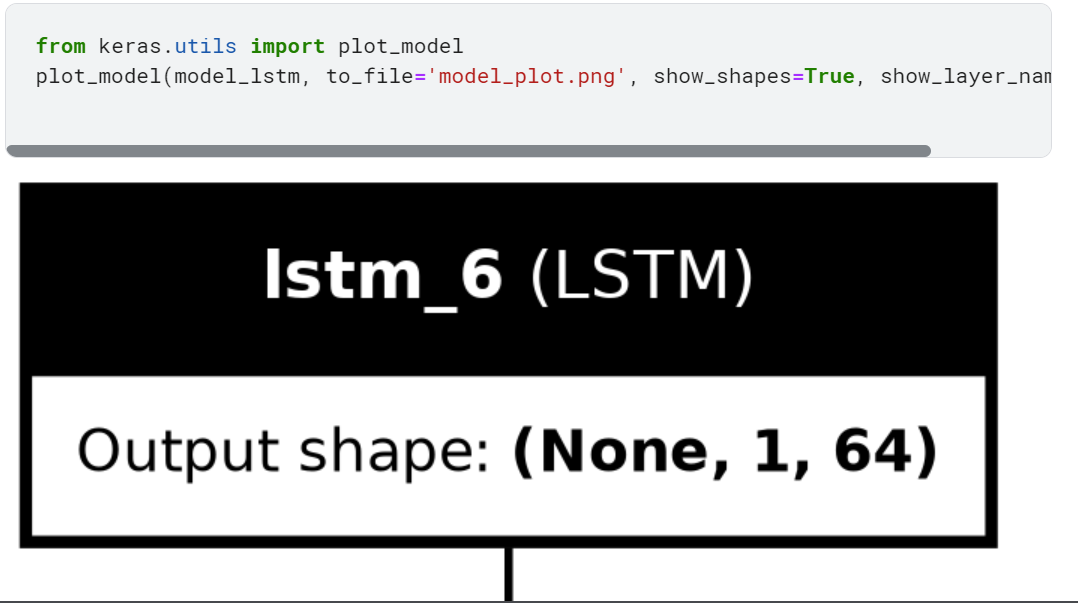 from keras.utils import plot_model
plot_model(model_lstm, to_file='model_plot.png', show_shapes=True, show_layer_nam
lstm_6 (LSTM)
Output shape: (None, 1, 64)